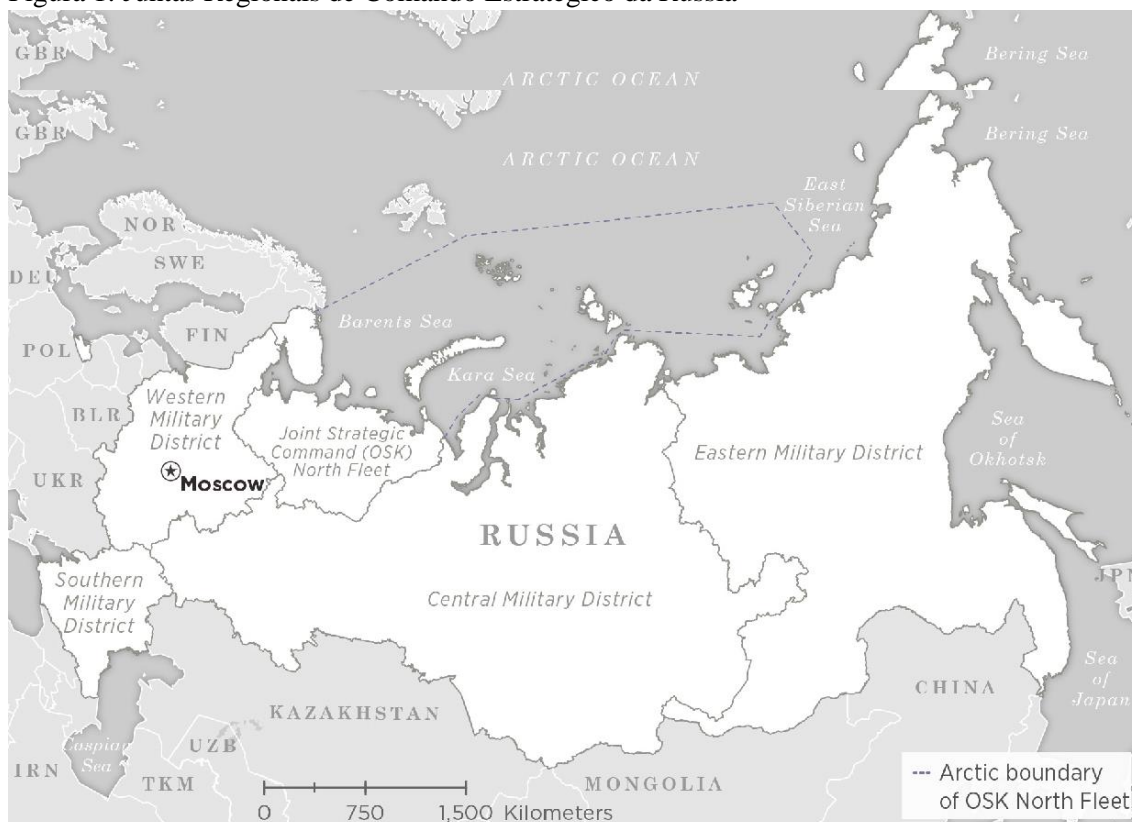 Figura 1: Juntas Regionais de Comando Estratégico da Rússia
GBR
ARCTIC OCEAN
Bering Sea
GBR
ARCTIC OCEAN
Bering Sea
East
Siberian
Sea
NOR
SWE
DEU
FIN
Barents Sea
POL
Kara Sea
Western
Military
District
BLR
Joint Strategic
Command (OSK)
North Fleet
Sea
of
Okhotsk
Eastern Military District
Moscow
UKR
RUSSIA
Southern
Military
District
Central Military District
JPN
Sea
of
Japan
CHINA
KAZAKHSTAN
UZB
Caspian
Sea
IRN
TKM
MONGOLIA
0 750 1,500 Kilometers
Arctic boundary
of OSK North Fleet